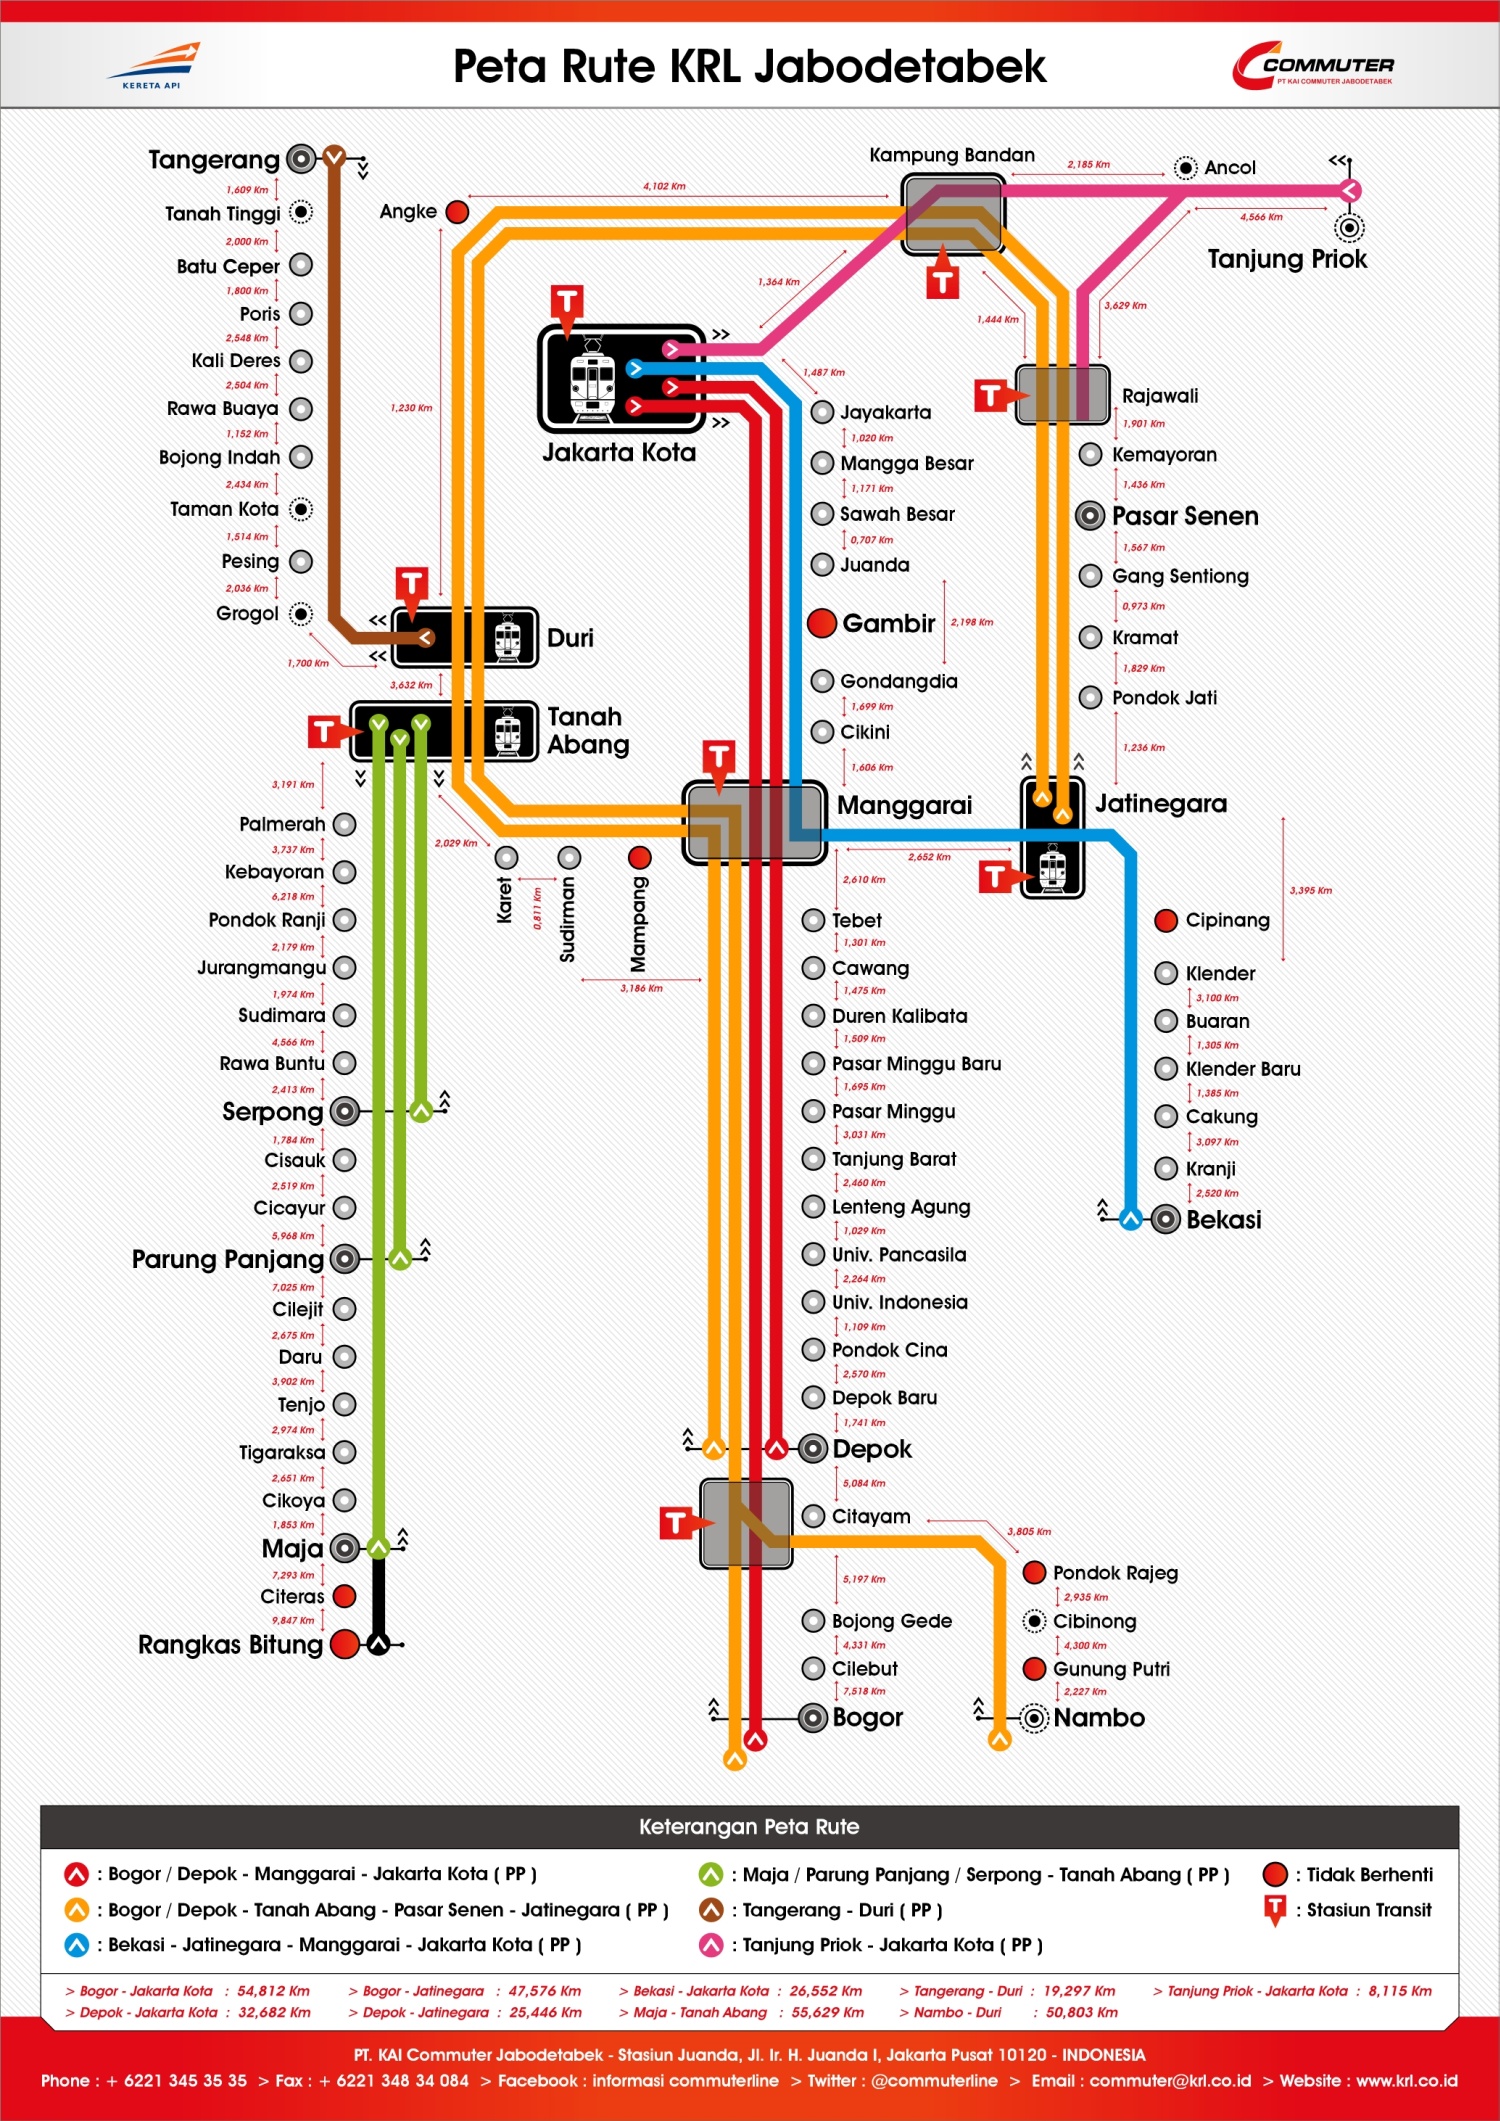 Peta Rute KRL Jabodetabek
KERETA API
COMMUTER
PT KAI COMMUTER JABODETABEK
Tangerang
1,609 Km
Tanah Tinggi
2,000 Km
Batu Ceper
1,800 Km
Poris
2,548 Km
Kali Deres
2,504 Km
Rawa Buaya
1,152 Km
Bojong Indah
2,434 Km
Taman Kota
1,514 Km
Pesing
2,036 Km
Grogol
1,700 Km
Angke
4,102 Km
1,230 Km
Kampung Bandan
2,185 Km
Ancol
4,566 Km
Tanjung Priok
T
1,364 Km
1,444 Km
3,629 Km
T
Jakarta Kota
1,487 Km
Jayakarta
1,020 Km
Mangga Besar
1,171 Km
Sawah Besar
0,707 Km
Juanda
Gambir
2,198 Km
Gondangdia
1,699 Km
Cikini
1,606 Km
Manggarai
T
T
Rajawali
1,901 Km
Kemayoran
1,436 Km
Pasar Senen
1,567 Km
Gang Sentiong
0,973 Km
Kramat
1,829 Km
Pondok Jati
1,236 Km
Jatinegara
T
2,652 Km
3,395 Km
Cipinang
Klender
3,100 Km
Buaran
1,305 Km
Klender Baru
1,385 Km
Cakung
3,097 Km
Kranji
2,520 Km
Bekasi
T
Duri
3,632 Km
T
Tanah
Abang
2,029 Km
Karet
0,811 Km
Sudirman
Mampang
3,186 Km
3,191 Km
Palmerah
3,737 Km
Kebayoran
6,218 Km
Pondok Ranji
2,179 Km
Jurangmangu
1,974 Km
Sudimara
4,566 Km
Rawa Buntu
2,413 Km
Serpong
1,784 Km
Cisauk
2,519 Km
Cicayur
5,968 Km
Parung Panjang
7,025 Km
Cilejit
2,675 Km
Daru
3,902 Km
Tenjo
2,974 Km
Tigaraksa
2,651 Km
Cikoya
1,853 Km
Maja
7,293 Km
Citeras
9,847 Km
Rangkas Bitung
2,610 Km
Tebet
1,301 Km
Cawang
1,475 Km
Duren Kalibata
1,509 Km
Pasar Minggu Baru
1,695 Km
Pasar Minggu
3,031 Km
Tanjung Barat
2,460 Km
Lenteng Agung
1,029 Km
Univ. Pancasila
2,264 Km
Univ. Indonesia
1,109 Km
Pondok Cina
2,570 Km
Depok Baru
1,741 Km
Depok
5,084 Km
T
Citayam
3,805 Km
5,197 Km
Bojong Gede
4,331 Km
Cilebut
7,518 Km
Bogor
Pondok Rajeg
2,935 Km
Cibinong
4,300 Km
Gunung Putri
2,227 Km
Nambo
Keterangan Peta Rute
: Bogor / Depok - Manggarai - Jakarta Kota ( PP )
: Bogor / Depok - Tanah Abang - Pasar Senen - Jatinegara ( PP )
: Bekasi - Jatinegara - Manggarai - Jakarta Kota ( PP )
: Maja / Parung Panjang / Serpong - Tanah Abang ( PP )
: Tangerang - Duri ( PP )
: Tanjung Priok - Jakarta Kota ( PP )
: Tidak Berhenti
T : Stasiun Transit
> Bogor - Jakarta Kota : 54,812 Km > Bogor - Jatinegara : 47,576 Km > Bekasi - Jakarta Kota : 26,552 Km > Tangerang - Duri : 19,297 Km > Tanjung Priok - Jakarta Kota : 8,115 Km
> Depok - Jakarta Kota : 32,682 Km > Depok - Jatinegara : 25,446 Km > Maja - Tanah Abang : 55,629 Km > Nambo - Duri : 50,803 Km
PT. KAI Commuter Jabodetabek - Stasiun Juanda, Jl. Ir. H. Juanda I, Jakarta Pusat 10120 - INDONESIA
Phone : + 6221 345 35 35 > Fax : + 6221 348 34 084 > Facebook : informasi commuterline > Twitter : @commuterline > Email : commuter@krl.co.id > Website : www.krl.co.id